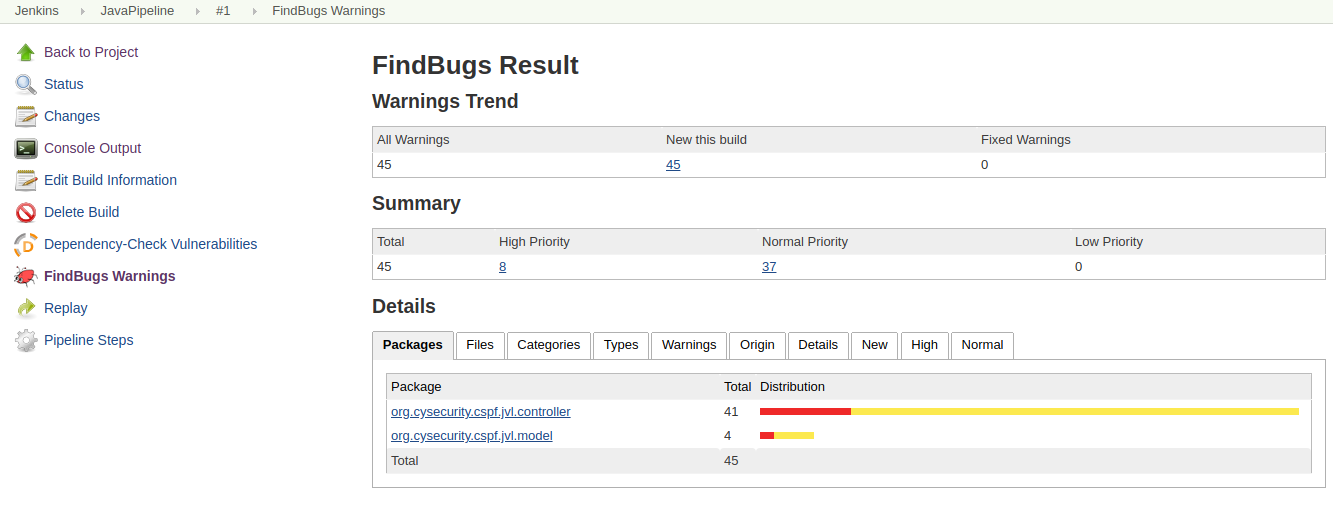 Jenkins JavaPipeline #1 FindBugs Warnings
Back to Project
Status
Changes
Console Output
Edit Build Information
Delete Build
Dependency-Check Vulnerabilities
FindBugs Warnings
Replay
Pipeline Steps
FindBugs Result
Warnings Trend
All Warnings New this build Fixed Warnings
45 45 0
Summary
Total High Priority Normal Priority Low Priority
45 8 37 0
Details
Packages Files Categories Types Warnings Origin Details New High Normal
Package Total Distribution
org.cysecurity.cspf.jvl.controller 41
org.cysecurity.cspf.jvl.model 4
Total 45